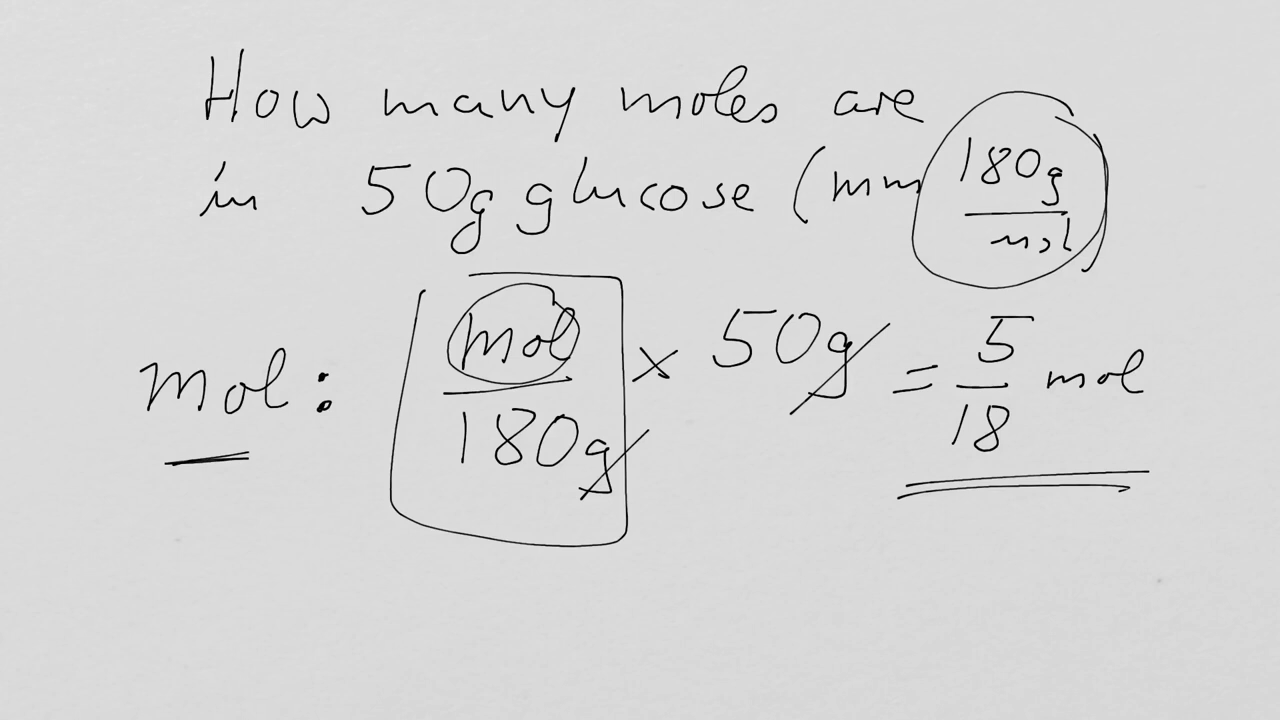 How many moles are
in 50g glucose (mm 180g/mol)
mol: mol/180g × 50g = 5/18 mol